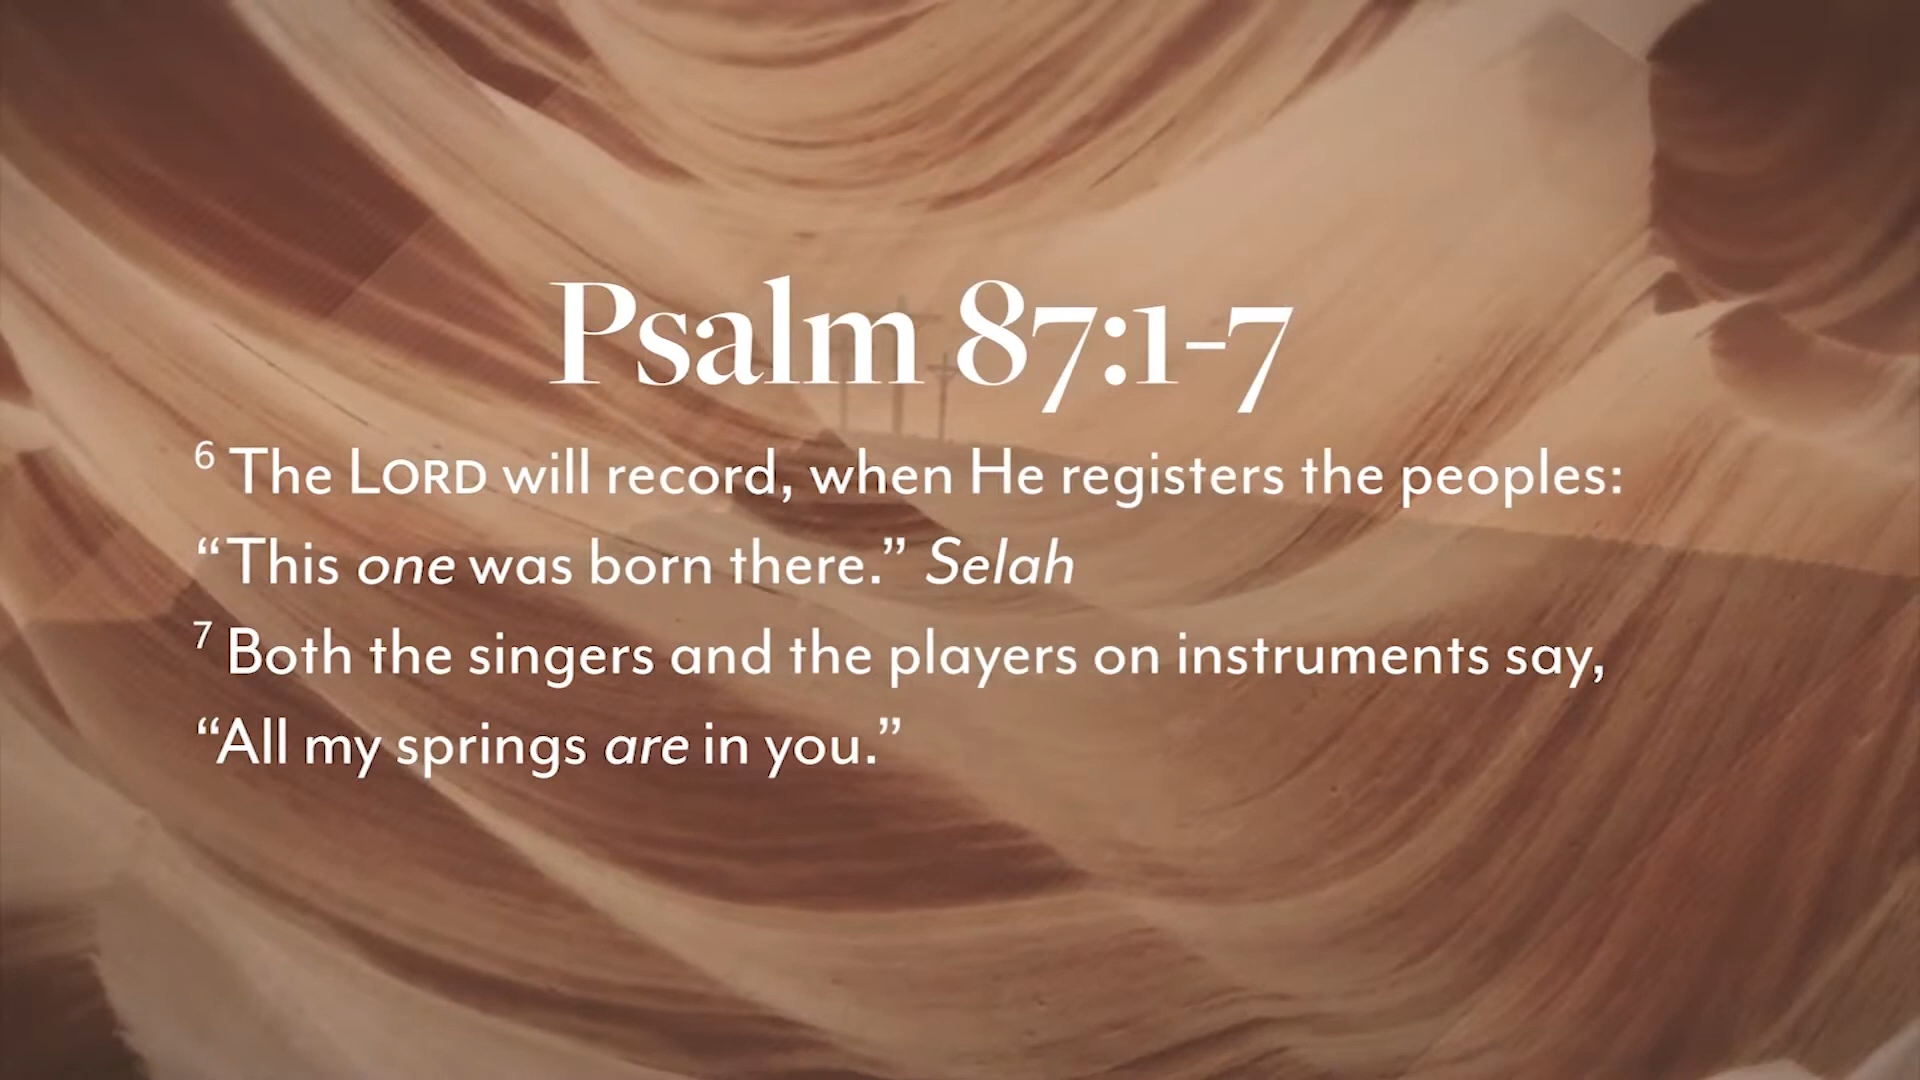 Psalm 87:1-7
⁶ The LORD will record, when He registers the peoples:
“This one was born there.” Selah
⁷ Both the singers and the players on instruments say,
“All my springs are in you.”